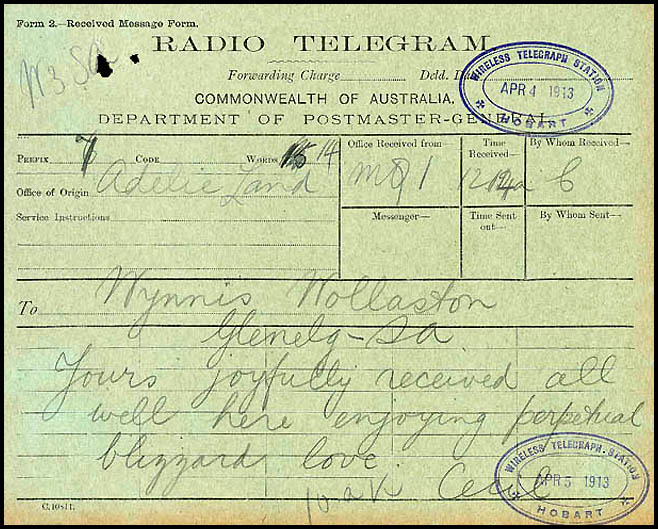 Form 2.—Received Message Form.
RADIO TELEGRAM
Forwarding Charge
WIRELESS TELEGRAPH STATION
APR 4 1913
HOBART
COMMONWEALTH OF AUSTRALIA.
DEPARTMENT OF POSTMASTER-GENERAL.
PREFIX CODE WORDS 14
Office of Origin Adelie Land
Service Instructions
Office Received from—
Time Received—
By Whom Received—
Messenger—
Time Sent out—
By Whom Sent—
To Wynnis Wollaston
Glenelg-SA
Yours joyfully received all
well here enjoying perpetual
blizzard love
Cecil
WIRELESS TELEGRAPH STATION
APR 5 1913
HOBART
C.10811.